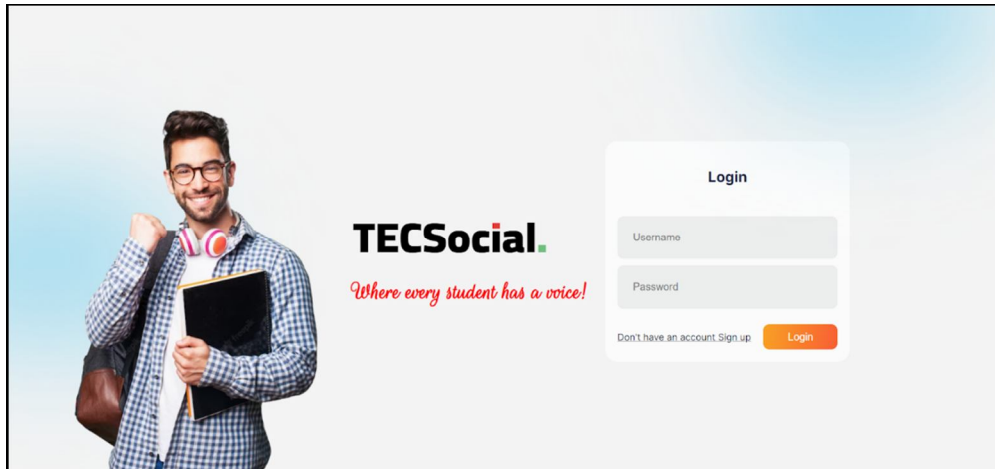 TECSocial.
Where every student has a voice!
Login
Username
Password
Don't have an account Sign up
Login